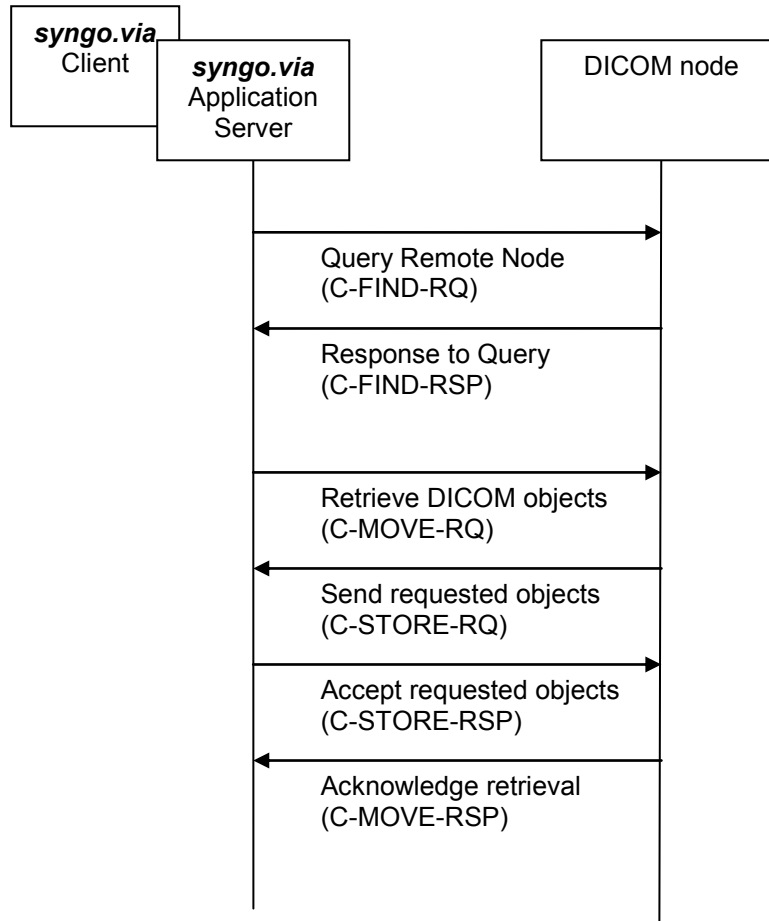 syngo.via
Client
syngo.via
Application
Server
DICOM node
Query Remote Node
(C-FIND-RQ)
Response to Query
(C-FIND-RSP)
Retrieve DICOM objects
(C-MOVE-RQ)
Send requested objects
(C-STORE-RQ)
Accept requested objects
(C-STORE-RSP)
Acknowledge retrieval
(C-MOVE-RSP)